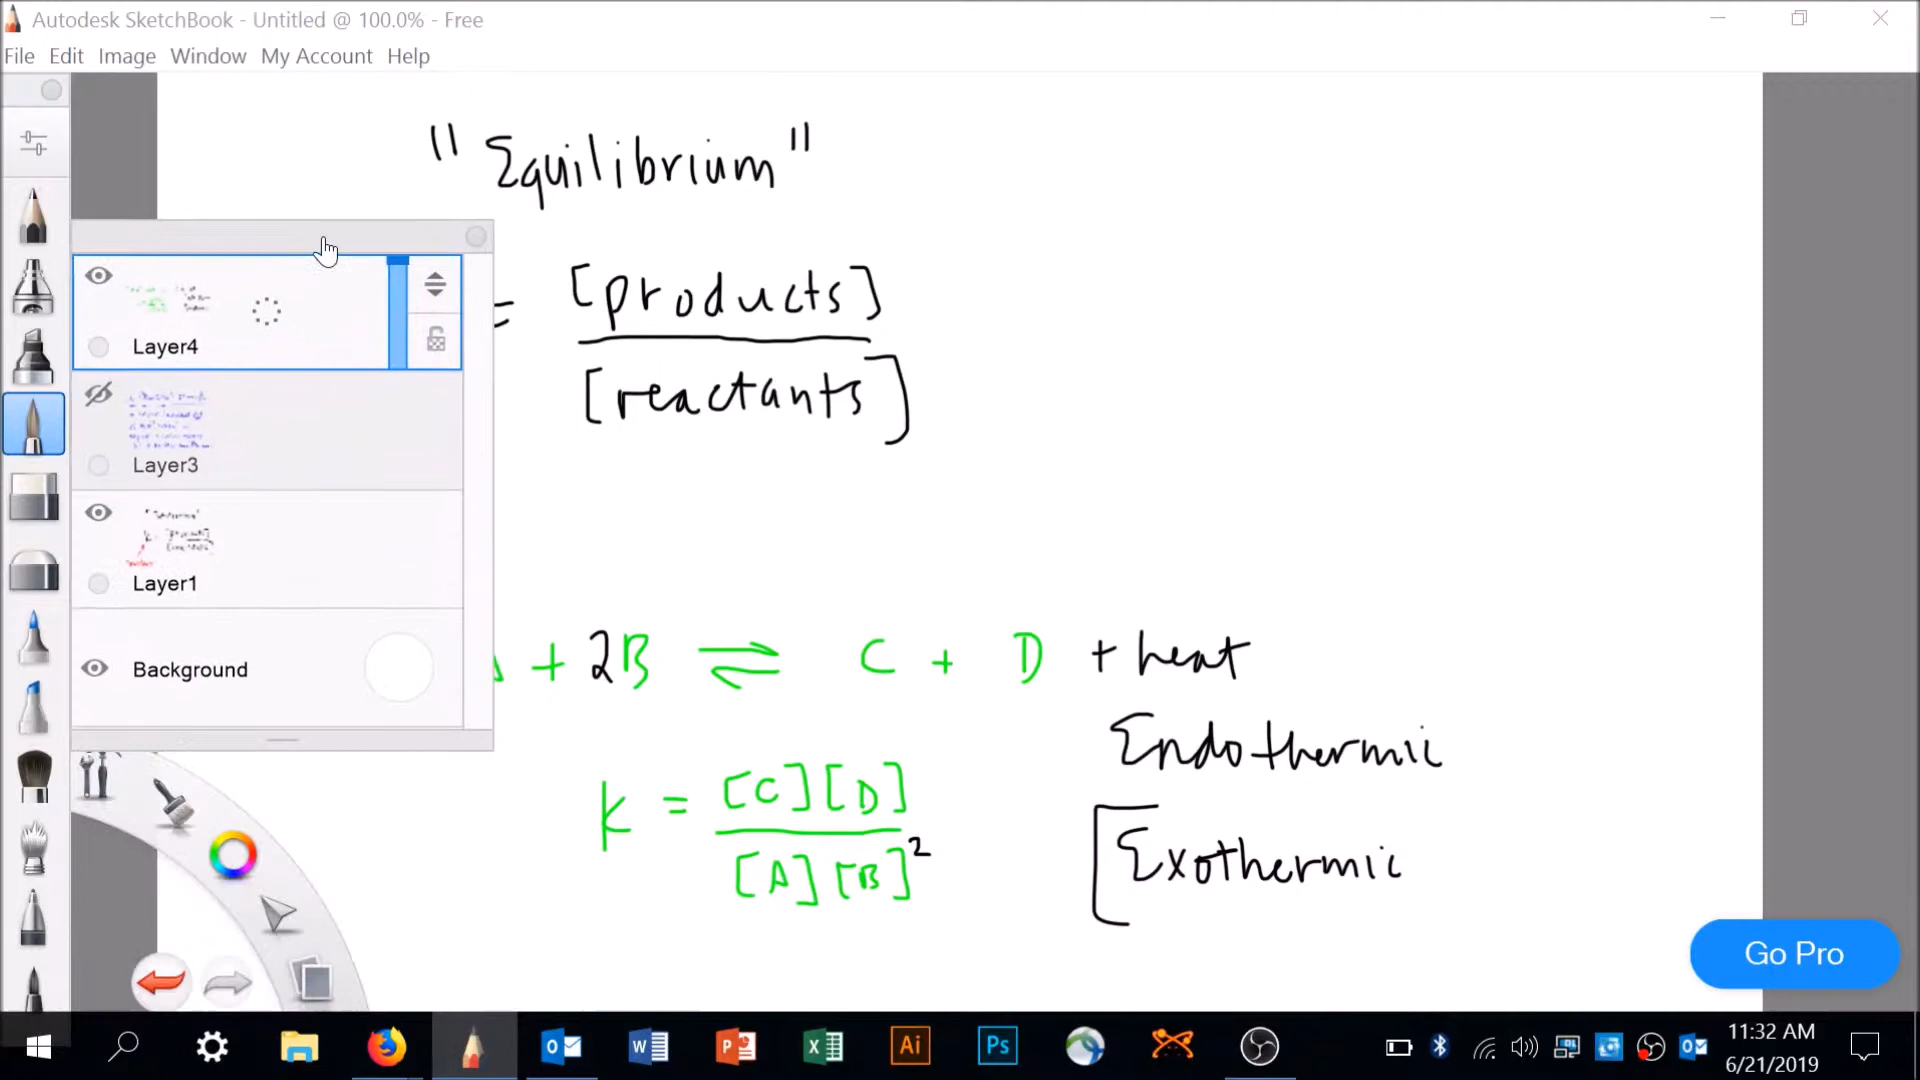 Autodesk SketchBook - Untitled @ 100.0% - Free
File Edit Image Window My Account Help
"Equilibrium"
= [products]
[reactants]
Layer4
Layer3
Layer1
Background
+ 2B ⇌ C + D + heat
Endothermic
k = [C][D]
[A][B]²
[Exothermic
Go Pro
11:32 AM
6/21/2019